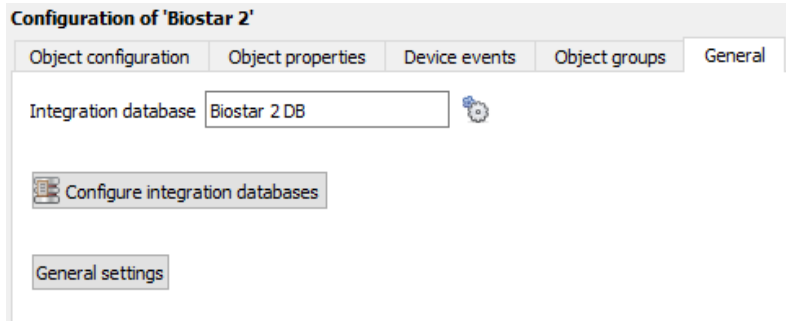 Configuration of 'Biostar 2'
Object configuration Object properties Device events Object groups General
Integration database Biostar 2 DB
Configure integration databases
General settings